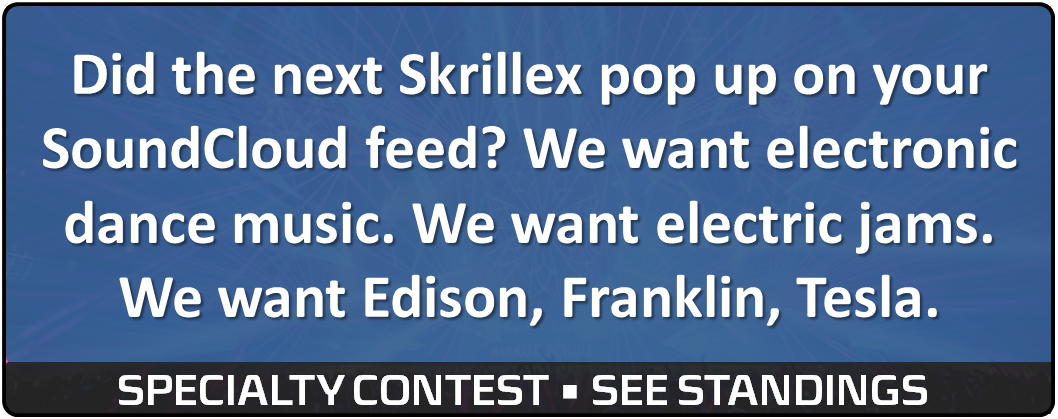 Did the next Skrillex pop up on your
SoundCloud feed? We want electronic
dance music. We want electric jams.
We want Edison, Franklin, Tesla.
SPECIALTY CONTEST ▪ SEE STANDINGS